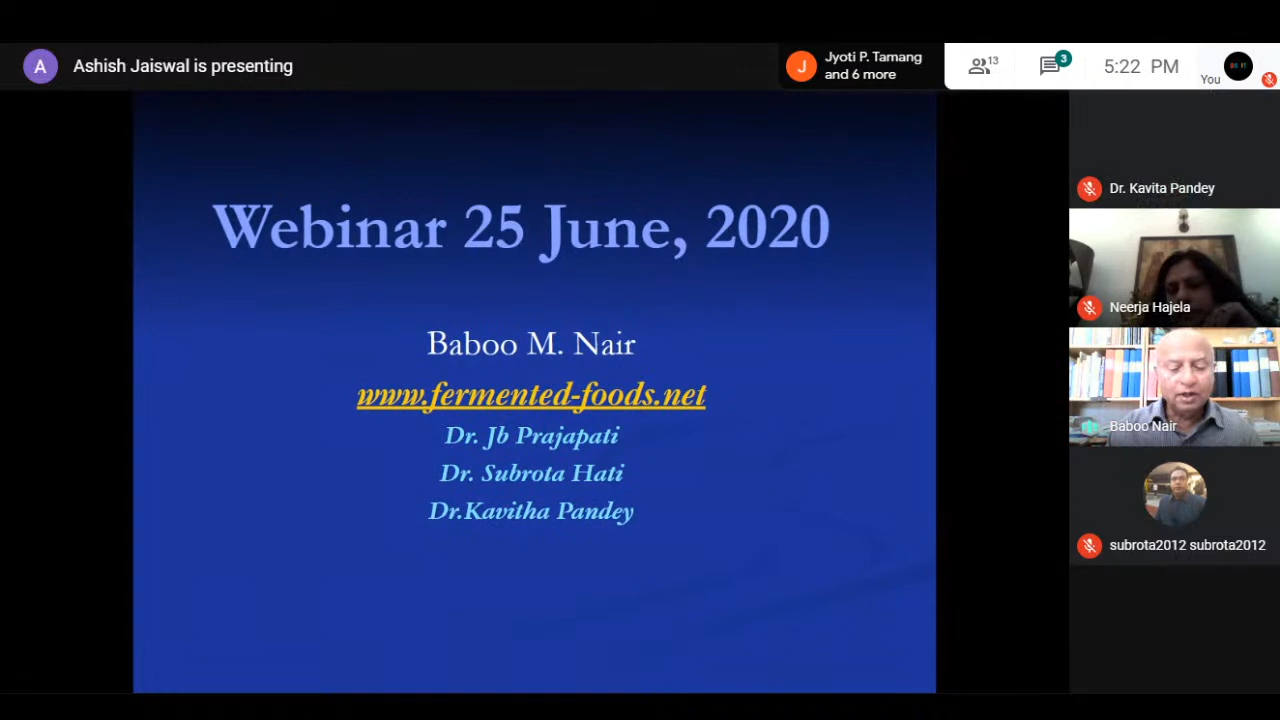 A
Ashish Jaiswal is presenting
J
Jyoti P. Tamang
and 6 more
13
3
5:22 PM
You
Webinar 25 June, 2020
Baboo M. Nair
www.fermented-foods.net
Dr. Jb Prajapati
Dr. Subrota Hati
Dr.Kavitha Pandey
Dr. Kavita Pandey
Neerja Hajela
Baboo Nair
subrota2012 subrota2012